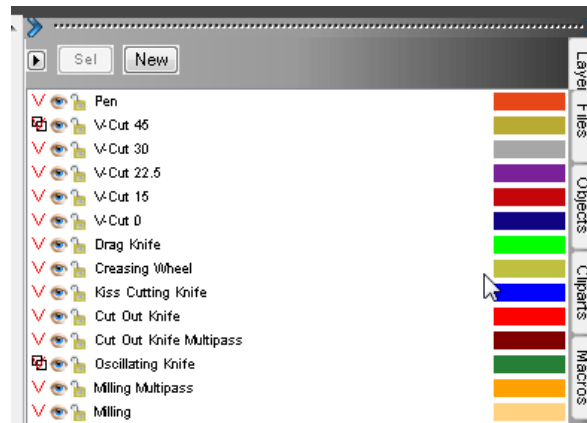 Sel New
Pen
V-Cut 45
V-Cut 30
V-Cut 22.5
V-Cut 15
V-Cut 0
Drag Knife
Creasing Wheel
Kiss Cutting Knife
Cut Out Knife
Cut Out Knife Multipass
Oscillating Knife
Milling Multipass
Milling
Layer
Files
Objects
Cliparts
Macros